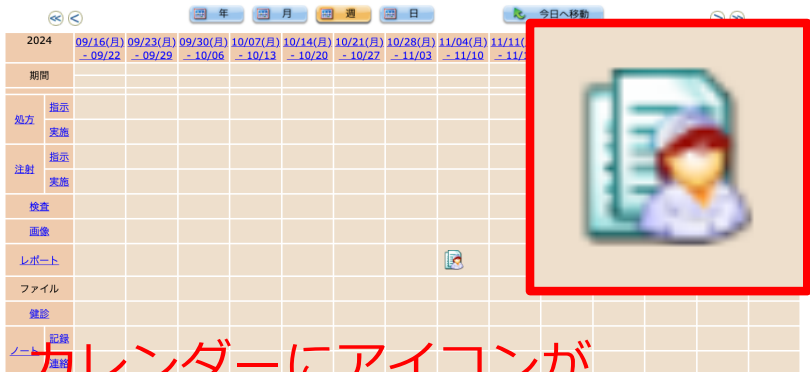 年 月 週 日 今日へ移動
2024 09/16(月) 09/23(月) 09/30(月) 10/07(月) 10/14(月) 10/21(月) 10/28(月) 11/04(月)
- 09/22 - 09/29 - 10/06 - 10/13 - 10/20 - 10/27 - 11/03 - 11/10
期間
処方 指示
実施
注射 指示
実施
検査
画像
レポート
ファイル
健診
ノート 記録
連絡
カレンダーにアイコンが